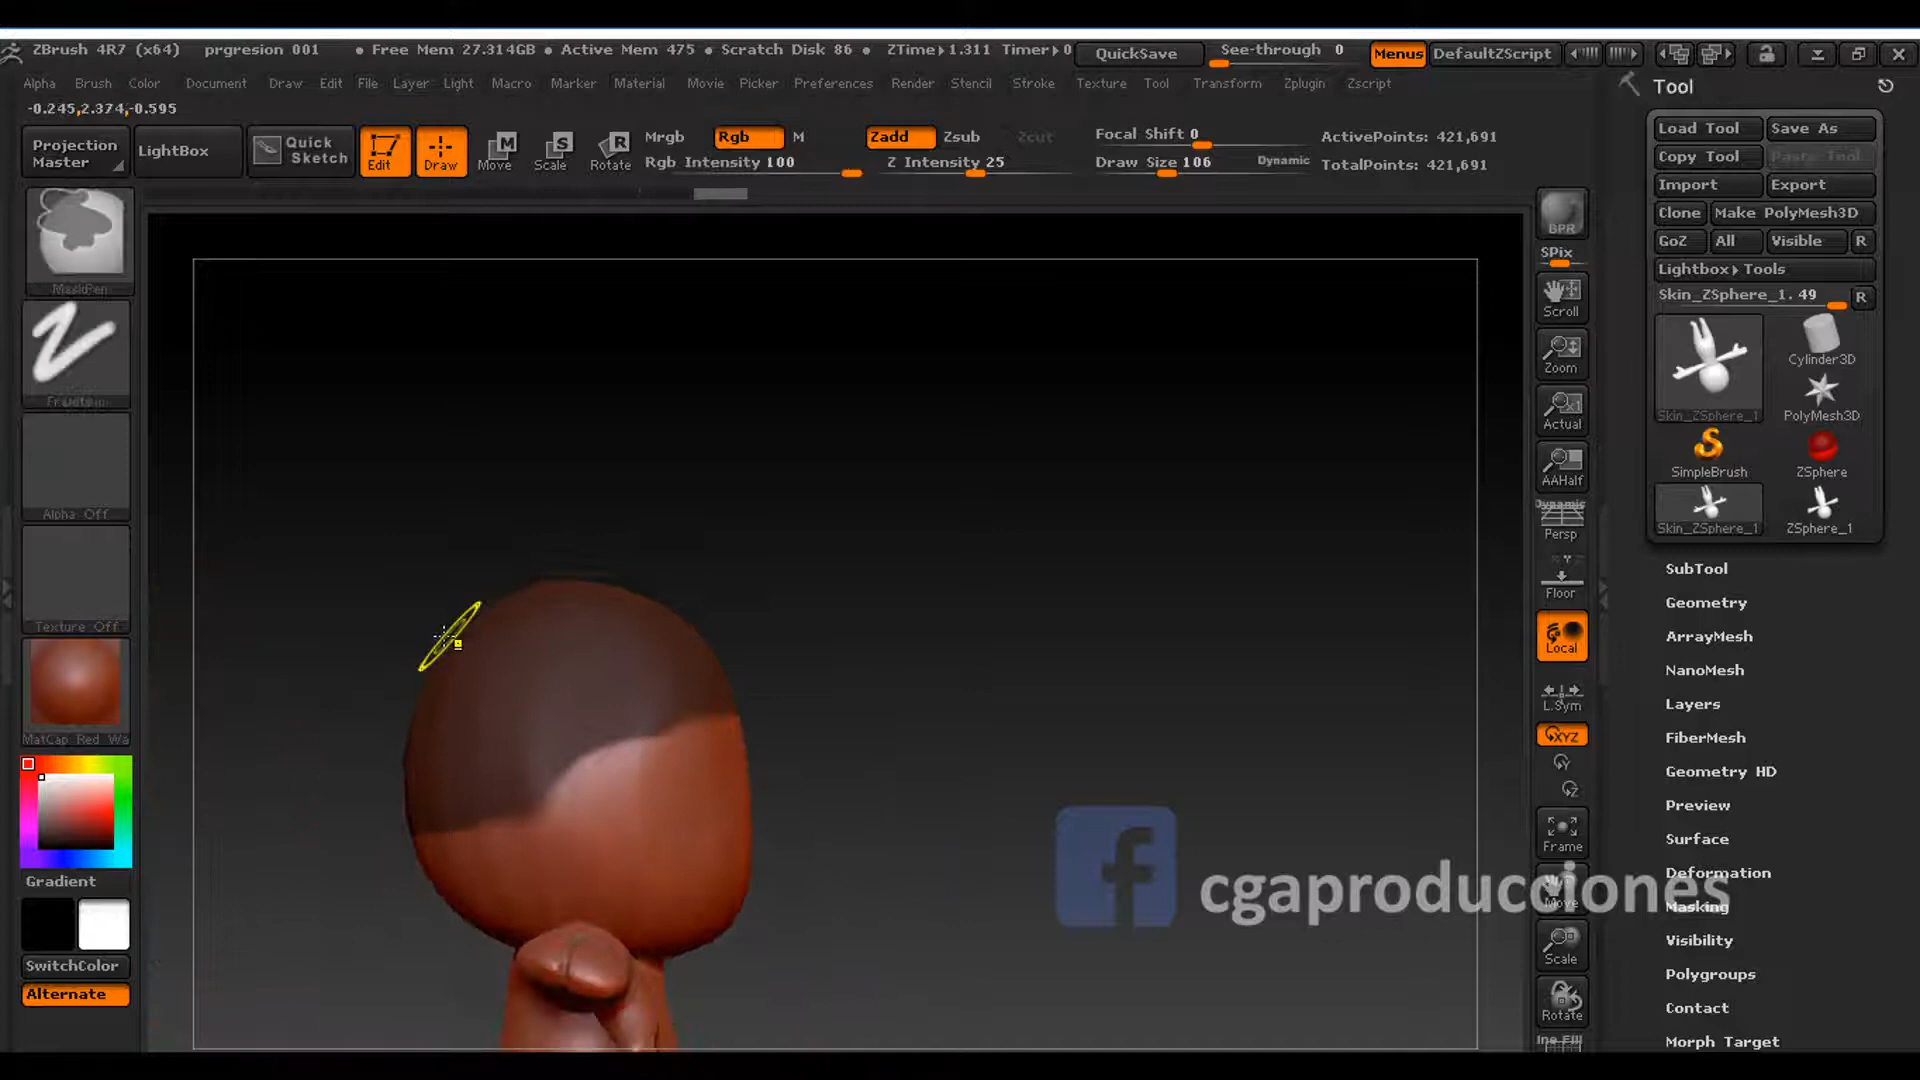 ZBrush 4R7 (x64) prgresion 001 • Free Mem 27.314GB • Active Mem 475 • Scratch Disk 86 • ZTime▸1.311 Timer▸0 QuickSave See-through 0 Menus DefaultZScript
Alpha Brush Color Document Draw Edit File Layer Light Macro Marker Material Movie Picker Preferences Render Stencil Stroke Texture Tool Transform Zplugin Zscript
-0.245,2.374,-0.595
Projection Master
LightBox
Quick Sketch
Edit
Draw
Move
Scale
Rotate
Mrgb Rgb M
Rgb Intensity 100
Zadd Zsub Zcut
Z Intensity 25
Focal Shift 0
Draw Size 106 Dynamic
ActivePoints: 421,691
TotalPoints: 421,691
MaskPen
Alpha Off
Texture Off
MatCap Red Wa
Gradient
SwitchColor
Alternate
BPR
SPix
Scroll
Zoom
Actual
AAHalf
Dynamic
Persp
Floor
Local
L.Sym
XYZ
Y
Z
Frame
Move
Scale
Rotate
cgaproducciones
Tool
Load Tool Save As
Copy Tool Paste Tool
Import Export
Clone Make PolyMesh3D
GoZ All Visible R
Lightbox▸Tools
Skin_ZSphere_1. 49 R
Skin_ZSphere_1
Cylinder3D
PolyMesh3D
SimpleBrush
ZSphere
Skin_ZSphere_1
ZSphere_1
SubTool
Geometry
ArrayMesh
NanoMesh
Layers
FiberMesh
Geometry HD
Preview
Surface
Deformation
Masking
Visibility
Polygroups
Contact
Morph Target